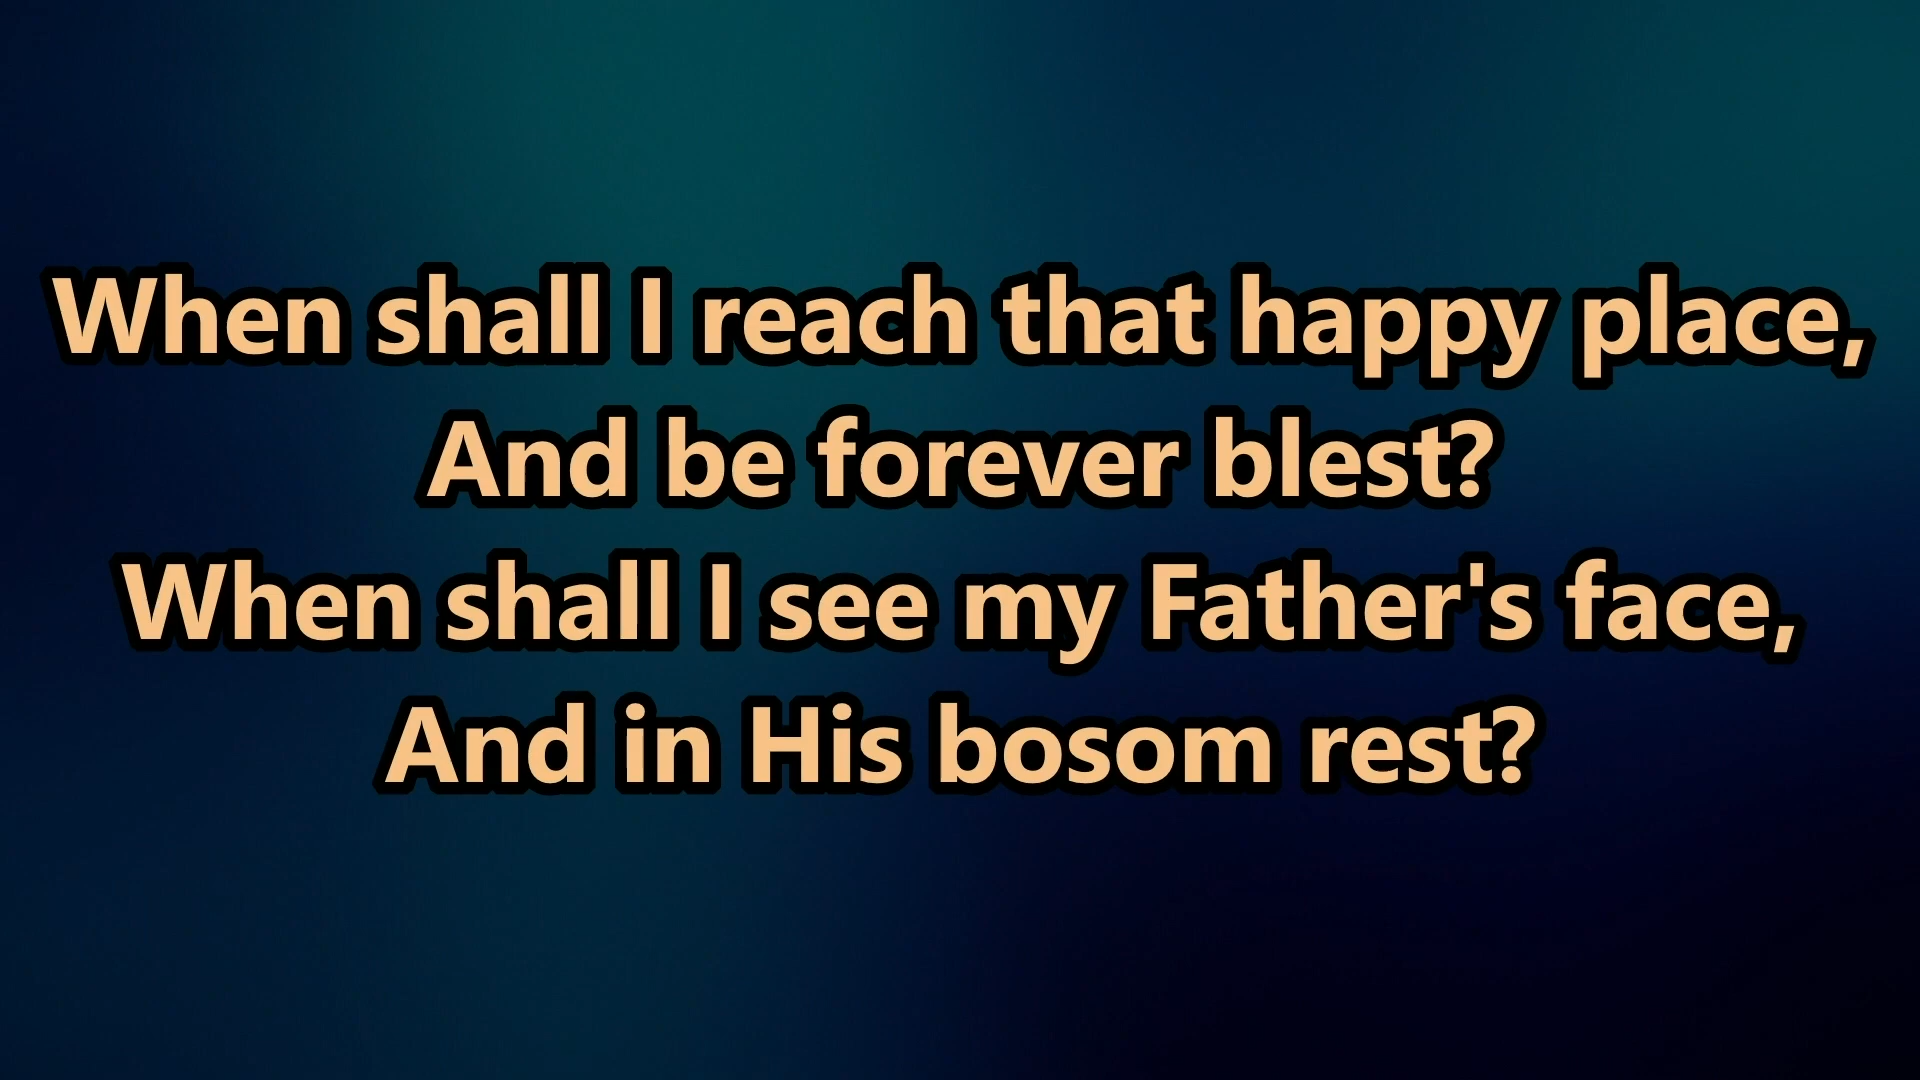 When shall I reach that happy place,
And be forever blest?
When shall I see my Father's face,
And in His bosom rest?